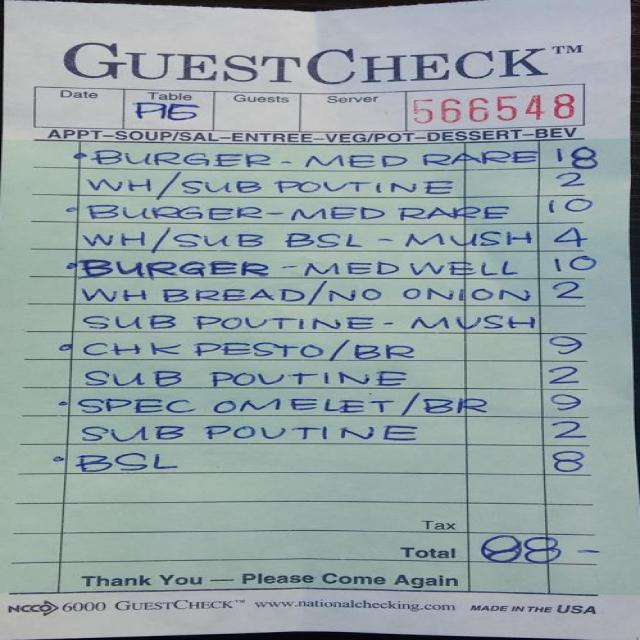 GUESTCHECK™
Date Table Guests Server
P16 566548
APPT–SOUP/SAL–ENTREE–VEG/POT–DESSERT–BEV
BURGER - MED RARE 18
WH/SUB POUTINE 2
BURGER-MED RARE 10
WH/SUB BSL - MUSH 4
BURGER - MED WELL 10
WH BREAD/NO ONION 2
SUB POUTINE - MUSH
CHK PESTO/BR 9
SUB POUTINE 2
SPEC OMELET/BR 9
SUB POUTINE 2
BSL 8
Tax
Total 88 -
Thank You — Please Come Again
NCCO 6000 GUESTCHECK™ www.nationalchecking.com MADE IN THE USA